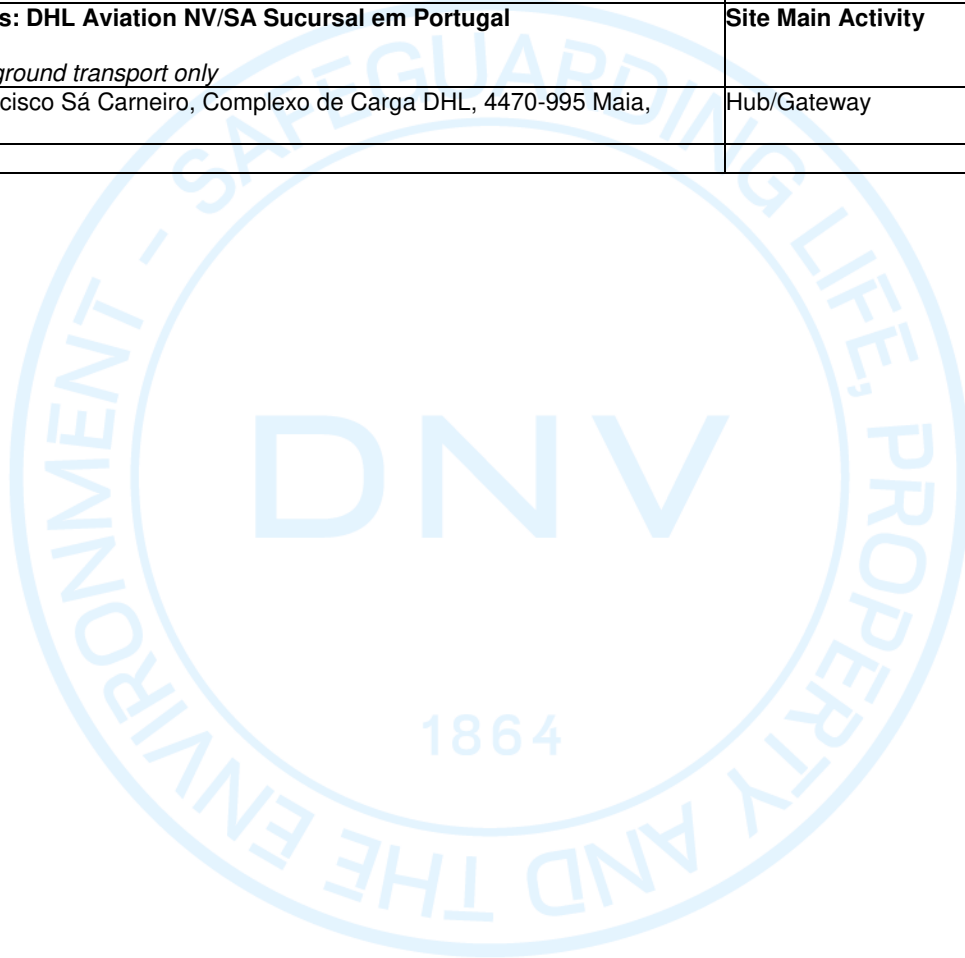 s: DHL Aviation NV/SA Sucursal em Portugal
Site Main Activity
ground transport only
cisco Sá Carneiro, Complexo de Carga DHL, 4470-995 Maia,
Hub/Gateway
SAFEGUARDING LIFE, PROPERTY AND THE ENVIRONMENT -
DNV
1864